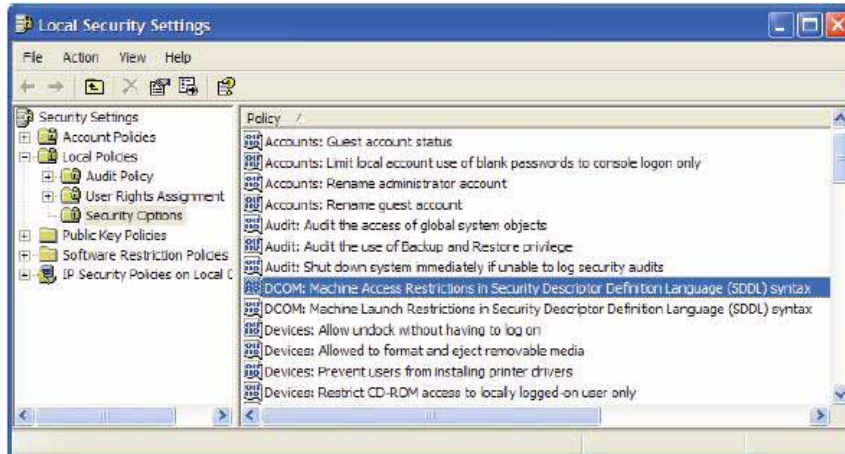 Local Security Settings
File Action View Help
Security Settings
Account Policies
Local Policies
Audit Policy
User Rights Assignment
Security Options
Public Key Policies
Software Restriction Policies
IP Security Policies on Local C
Policy
Accounts: Guest account status
Accounts: Limit local account use of blank passwords to console logon only
Accounts: Rename administrator account
Accounts: Rename guest account
Audit: Audit the access of global system objects
Audit: Audit the use of Backup and Restore privilege
Audit: Shut down system immediately if unable to log security audits
DCOM: Machine Access Restrictions in Security Descriptor Definition Language (SDDL) syntax
DCOM: Machine Launch Restrictions in Security Descriptor Definition Language (SDDL) syntax
Devices: Allow undock without having to log on
Devices: Allowed to format and eject removable media
Devices: Prevent users from installing printer drivers
Devices: Restrict CD-ROM access to locally logged-on user only